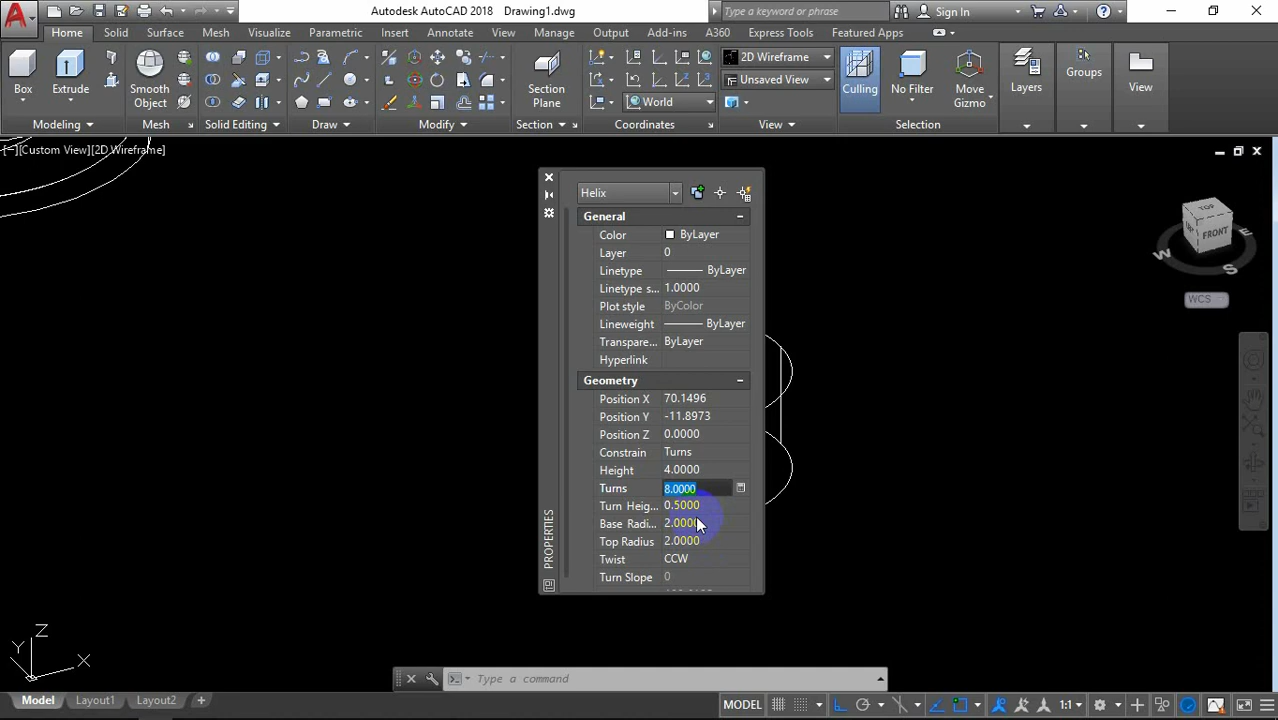 Autodesk AutoCAD 2018 Drawing1.dwg
Type a keyword or phrase
Sign In
Home Solid Surface Mesh Visualize Parametric Insert Annotate View Manage Output Add-ins A360 Express Tools Featured Apps
2D Wireframe
Unsaved View
World
Box
Extrude
Smooth Object
Section Plane
Culling
No Filter
Move Gizmo
Layers
Groups
View
Modeling Mesh Solid Editing Draw Modify Section Coordinates View Selection
[−][Custom View][2D Wireframe]
TOP
FRONT
W
S
E
WCS
Helix
General
Color ByLayer
Layer 0
Linetype ByLayer
Linetype s... 1.0000
Plot style ByColor
Lineweight ByLayer
Transpare... ByLayer
Hyperlink
Geometry
Position X 70.1496
Position Y -11.8973
Position Z 0.0000
Constrain Turns
Height 4.0000
Turns 8.0000
Turn Heig... 0.5000
Base Radi... 2.0000
Top Radius 2.0000
Twist CCW
Turn Slope 0
PROPERTIES
Z
Y
X
Type a command
Model Layout1 Layout2
MODEL
1:1